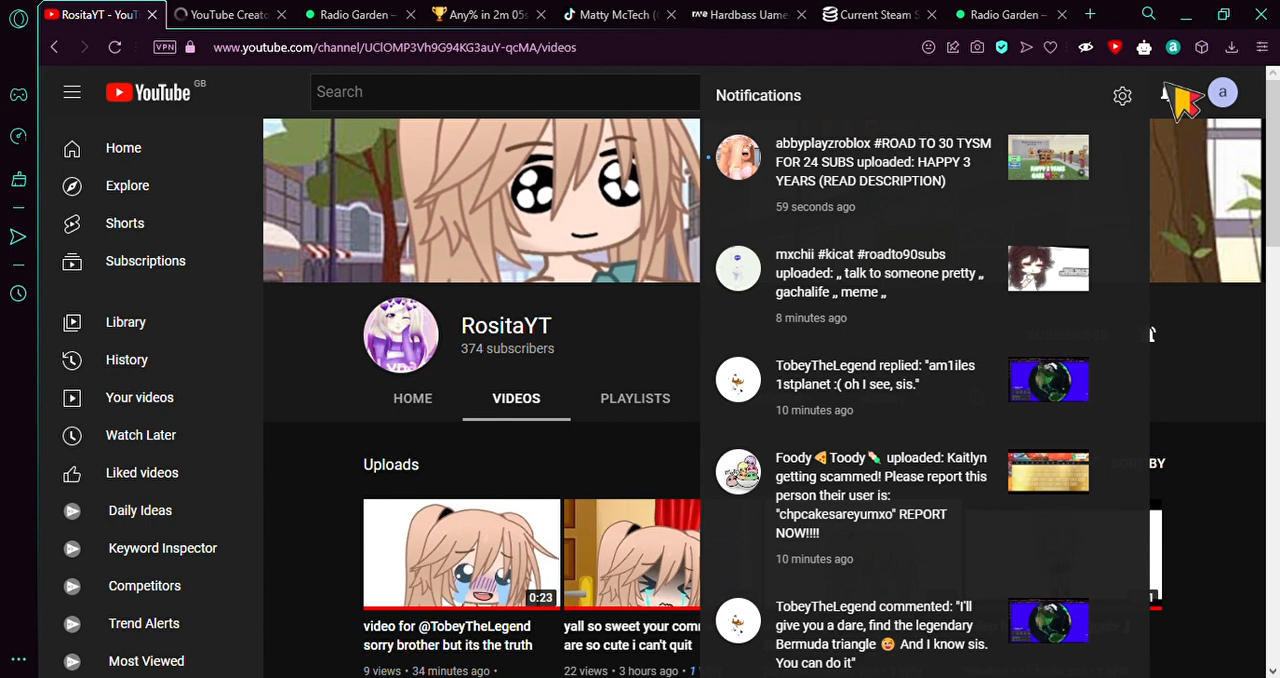 RositaYT - YouT
YouTube Creato
Radio Garden –
Any% in 2m 05s
Matty McTech (
Hardbass Uame
Current Steam S
Radio Garden –
VPN
www.youtube.com/channel/UClOMP3Vh9G94KG3auY-qcMA/videos
YouTube GB
Search
Notifications
a
Home
Explore
Shorts
Subscriptions
Library
History
Your videos
Watch Later
Liked videos
Daily Ideas
Keyword Inspector
Competitors
Trend Alerts
Most Viewed
RositaYT
374 subscribers
HOME
VIDEOS
PLAYLISTS
Uploads
0:23
video for @TobeyTheLegend
sorry brother but its the truth
9 views • 34 minutes ago
yall so sweet your comm
are so cute i can't quit
22 views • 3 hours ago
abbyplayzroblox #ROAD TO 30 TYSM
FOR 24 SUBS uploaded: HAPPY 3
YEARS (READ DESCRIPTION)
59 seconds ago
mxchii #kicat #roadto90subs
uploaded: „ talk to someone pretty „
gachalife „ meme „
8 minutes ago
TobeyTheLegend replied: "am1iles
1stplanet :( oh I see, sis."
10 minutes ago
Foody 🍕Toody🍬 uploaded: Kaitlyn
getting scammed! Please report this
person their user is:
"chpcakesareyumxo" REPORT
NOW!!!!
10 minutes ago
TobeyTheLegend commented: "I'll
give you a dare, find the legendary
Bermuda triangle 😅 And I know sis.
You can do it"
BY